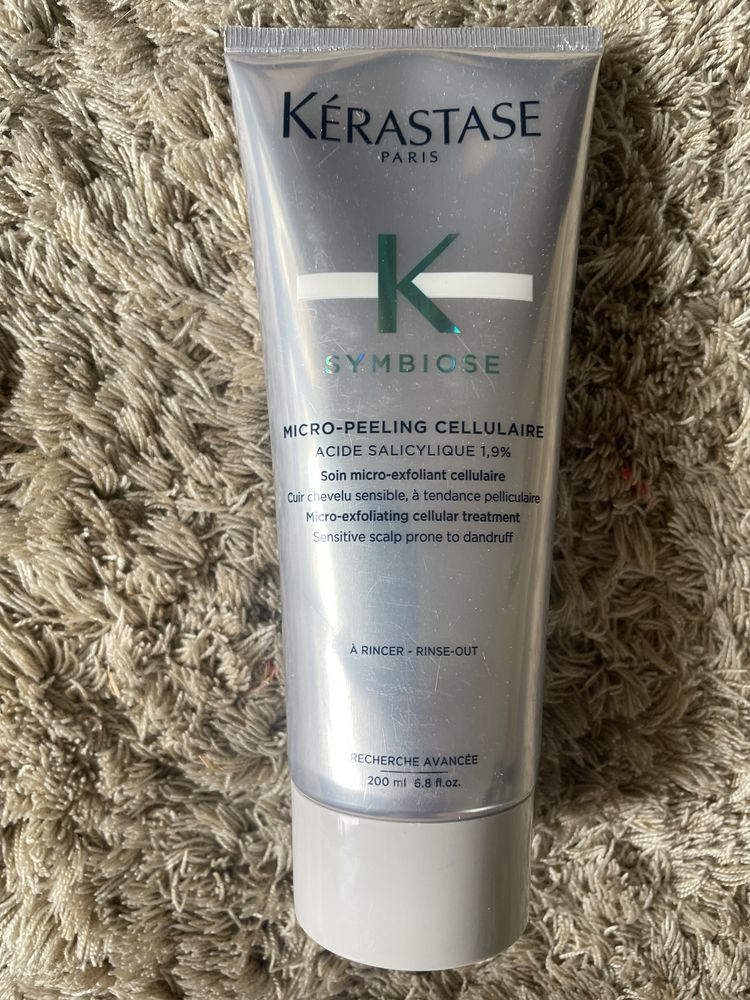 KÉRASTASE
PARIS
K
SYMBIOSE
MICRO-PEELING CELLULAIRE
ACIDE SALICYLIQUE 1,9%
Soin micro-exfoliant cellulaire
Cuir chevelu sensible, à tendance pelliculaire
Micro-exfoliating cellular treatment
Sensitive scalp prone to dandruff
À RINCER - RINSE-OUT
RECHERCHE AVANCÉE
200 ml 6.8 fl.oz.